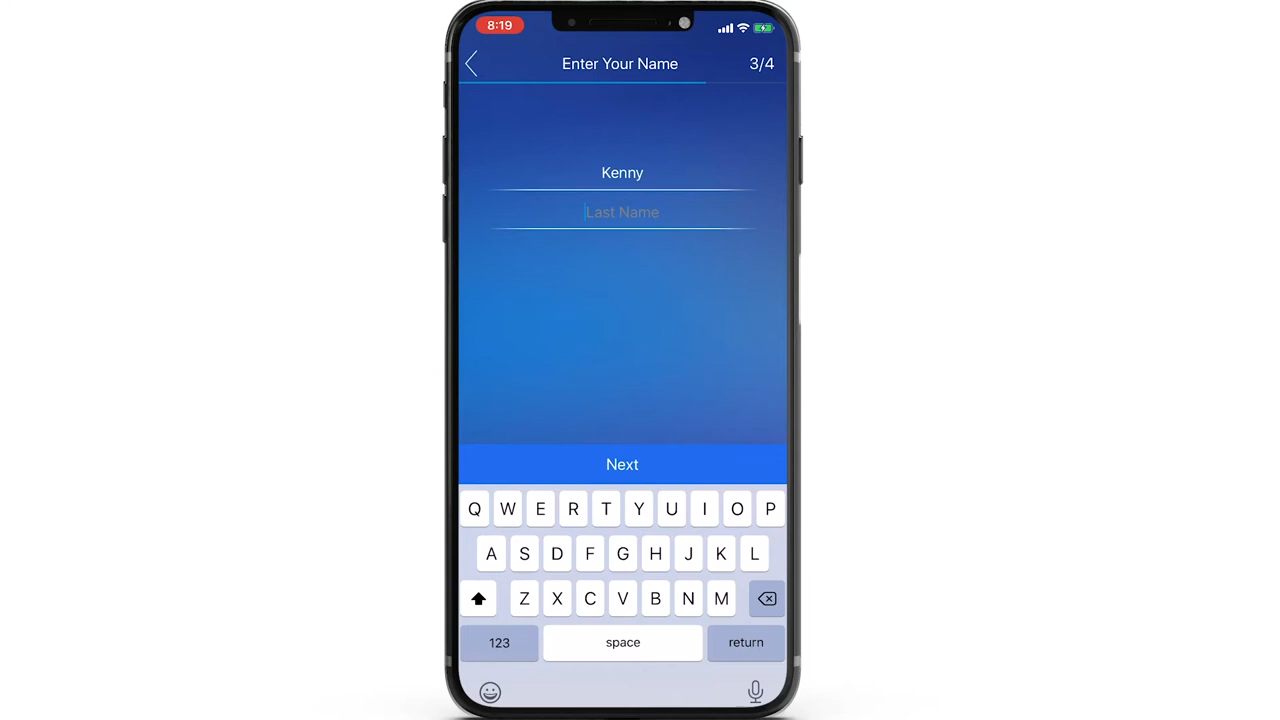 8:19
Enter Your Name 3/4
Kenny
Last Name
Next
Q W E R T Y U I O P
A S D F G H J K L
Z X C V B N M
123 space return